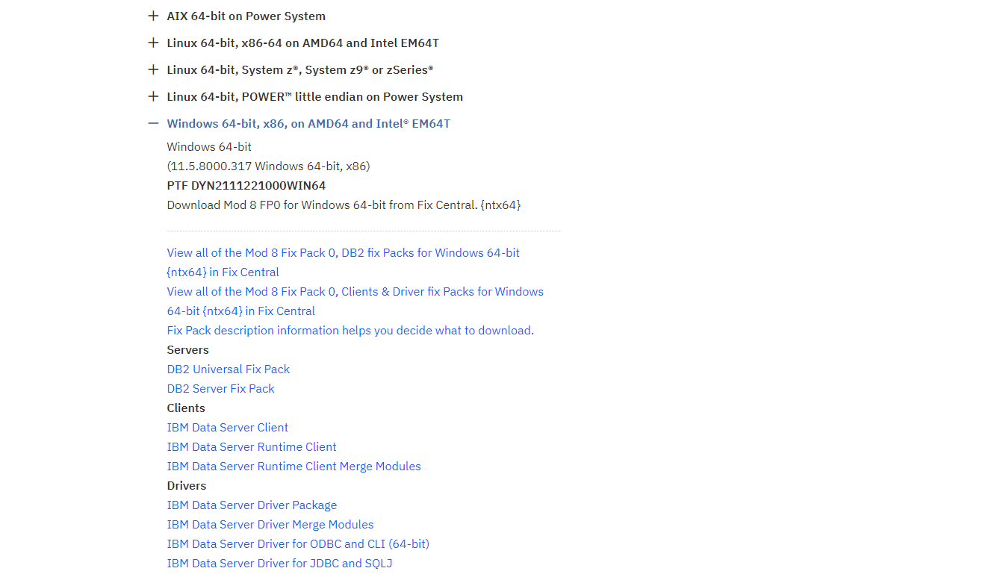 AIX 64-bit on Power System
Linux 64-bit, x86-64 on AMD64 and Intel EM64T
Linux 64-bit, System z®, System z9® or zSeries®
Linux 64-bit, POWER™ little endian on Power System
Windows 64-bit, x86, on AMD64 and Intel® EM64T
Windows 64-bit
(11.5.8000.317 Windows 64-bit, x86)
PTF DYN2111221000WIN64
Download Mod 8 FP0 for Windows 64-bit from Fix Central. {ntx64}
View all of the Mod 8 Fix Pack 0, DB2 fix Packs for Windows 64-bit
{ntx64} in Fix Central
View all of the Mod 8 Fix Pack 0, Clients & Driver fix Packs for Windows
64-bit {ntx64} in Fix Central
Fix Pack description information helps you decide what to download.
Servers
DB2 Universal Fix Pack
DB2 Server Fix Pack
Clients
IBM Data Server Client
IBM Data Server Runtime Client
IBM Data Server Runtime Client Merge Modules
Drivers
IBM Data Server Driver Package
IBM Data Server Driver Merge Modules
IBM Data Server Driver for ODBC and CLI (64-bit)
IBM Data Server Driver for JDBC and SQLJ